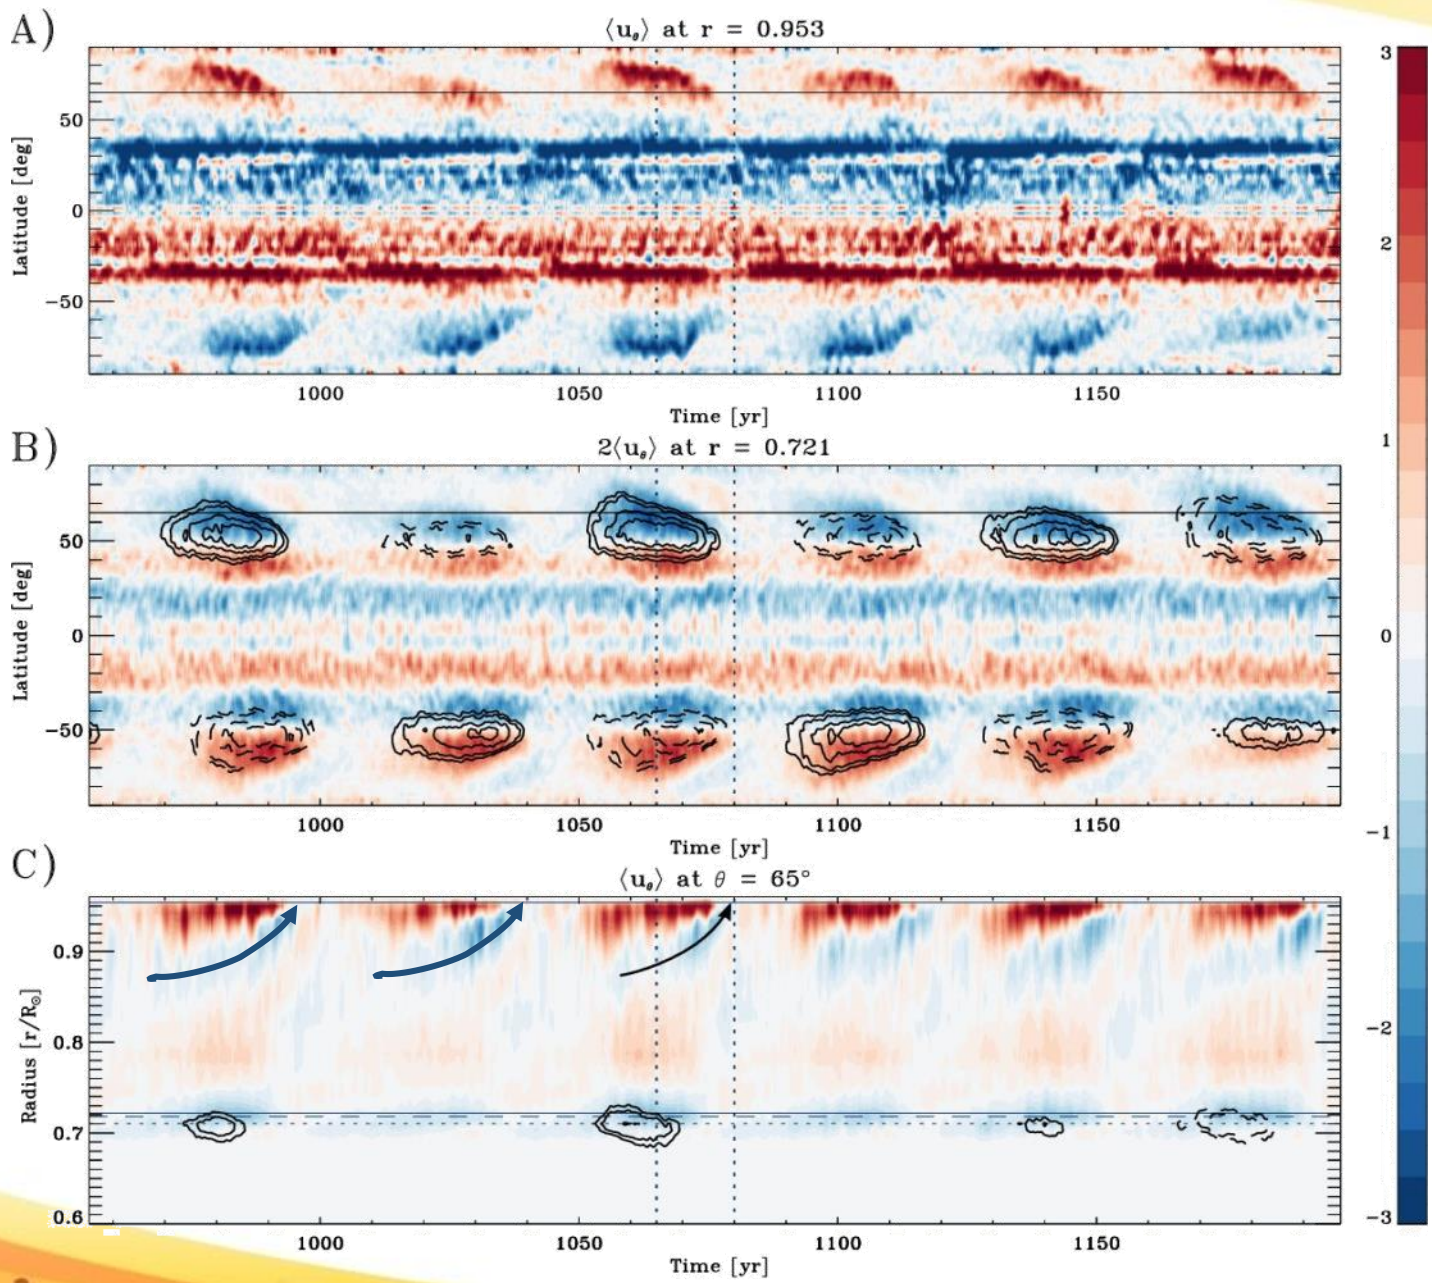 A)
⟨u_θ⟩ at r = 0.953
Latitude [deg]
50
0
−50
1000 1050 1100 1150
Time [yr]
B)
2⟨u_θ⟩ at r = 0.721
Latitude [deg]
50
0
−50
1000 1050 1100 1150
Time [yr]
C)
⟨u_θ⟩ at θ = 65°
Radius [r/R☉]
0.9
0.8
0.7
0.6
1000 1050 1100 1150
Time [yr]
3
2
1
0
−1
−2
−3